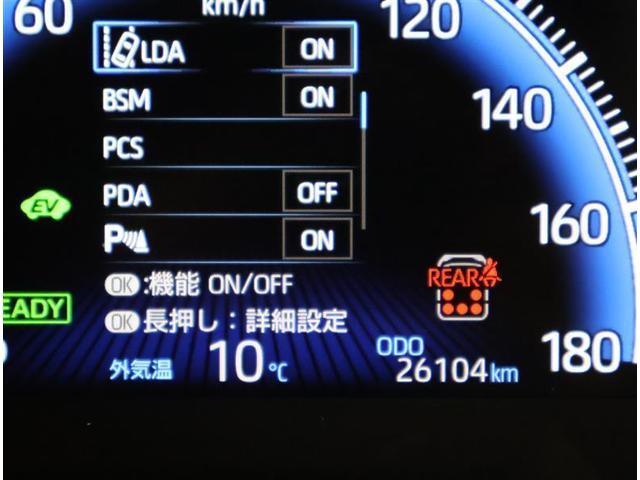 60
km/h
120
LDA ON
BSM ON
140
PCS
PDA OFF
EV
P ON
160
REAR
OK:機能 ON/OFF
EADY
OK長押し：詳細設定
外気温 10℃
ODO
26104km
180